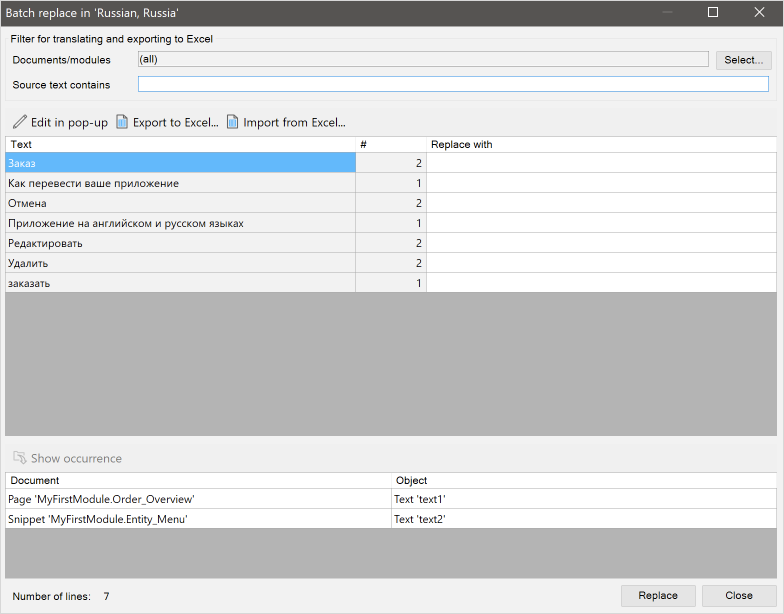 Batch replace in 'Russian, Russia'
Filter for translating and exporting to Excel
Documents/modules (all) Select...
Source text contains
Edit in pop-up Export to Excel... Import from Excel...
Text # Replace with
Заказ 2
Как перевести ваше приложение 1
Отмена 2
Приложение на английском и русском языках 1
Редактировать 2
Удалить 2
заказать 1
Show occurrence
Document Object
Page 'MyFirstModule.Order_Overview' Text 'text1'
Snippet 'MyFirstModule.Entity_Menu' Text 'text2'
Number of lines: 7 Replace Close